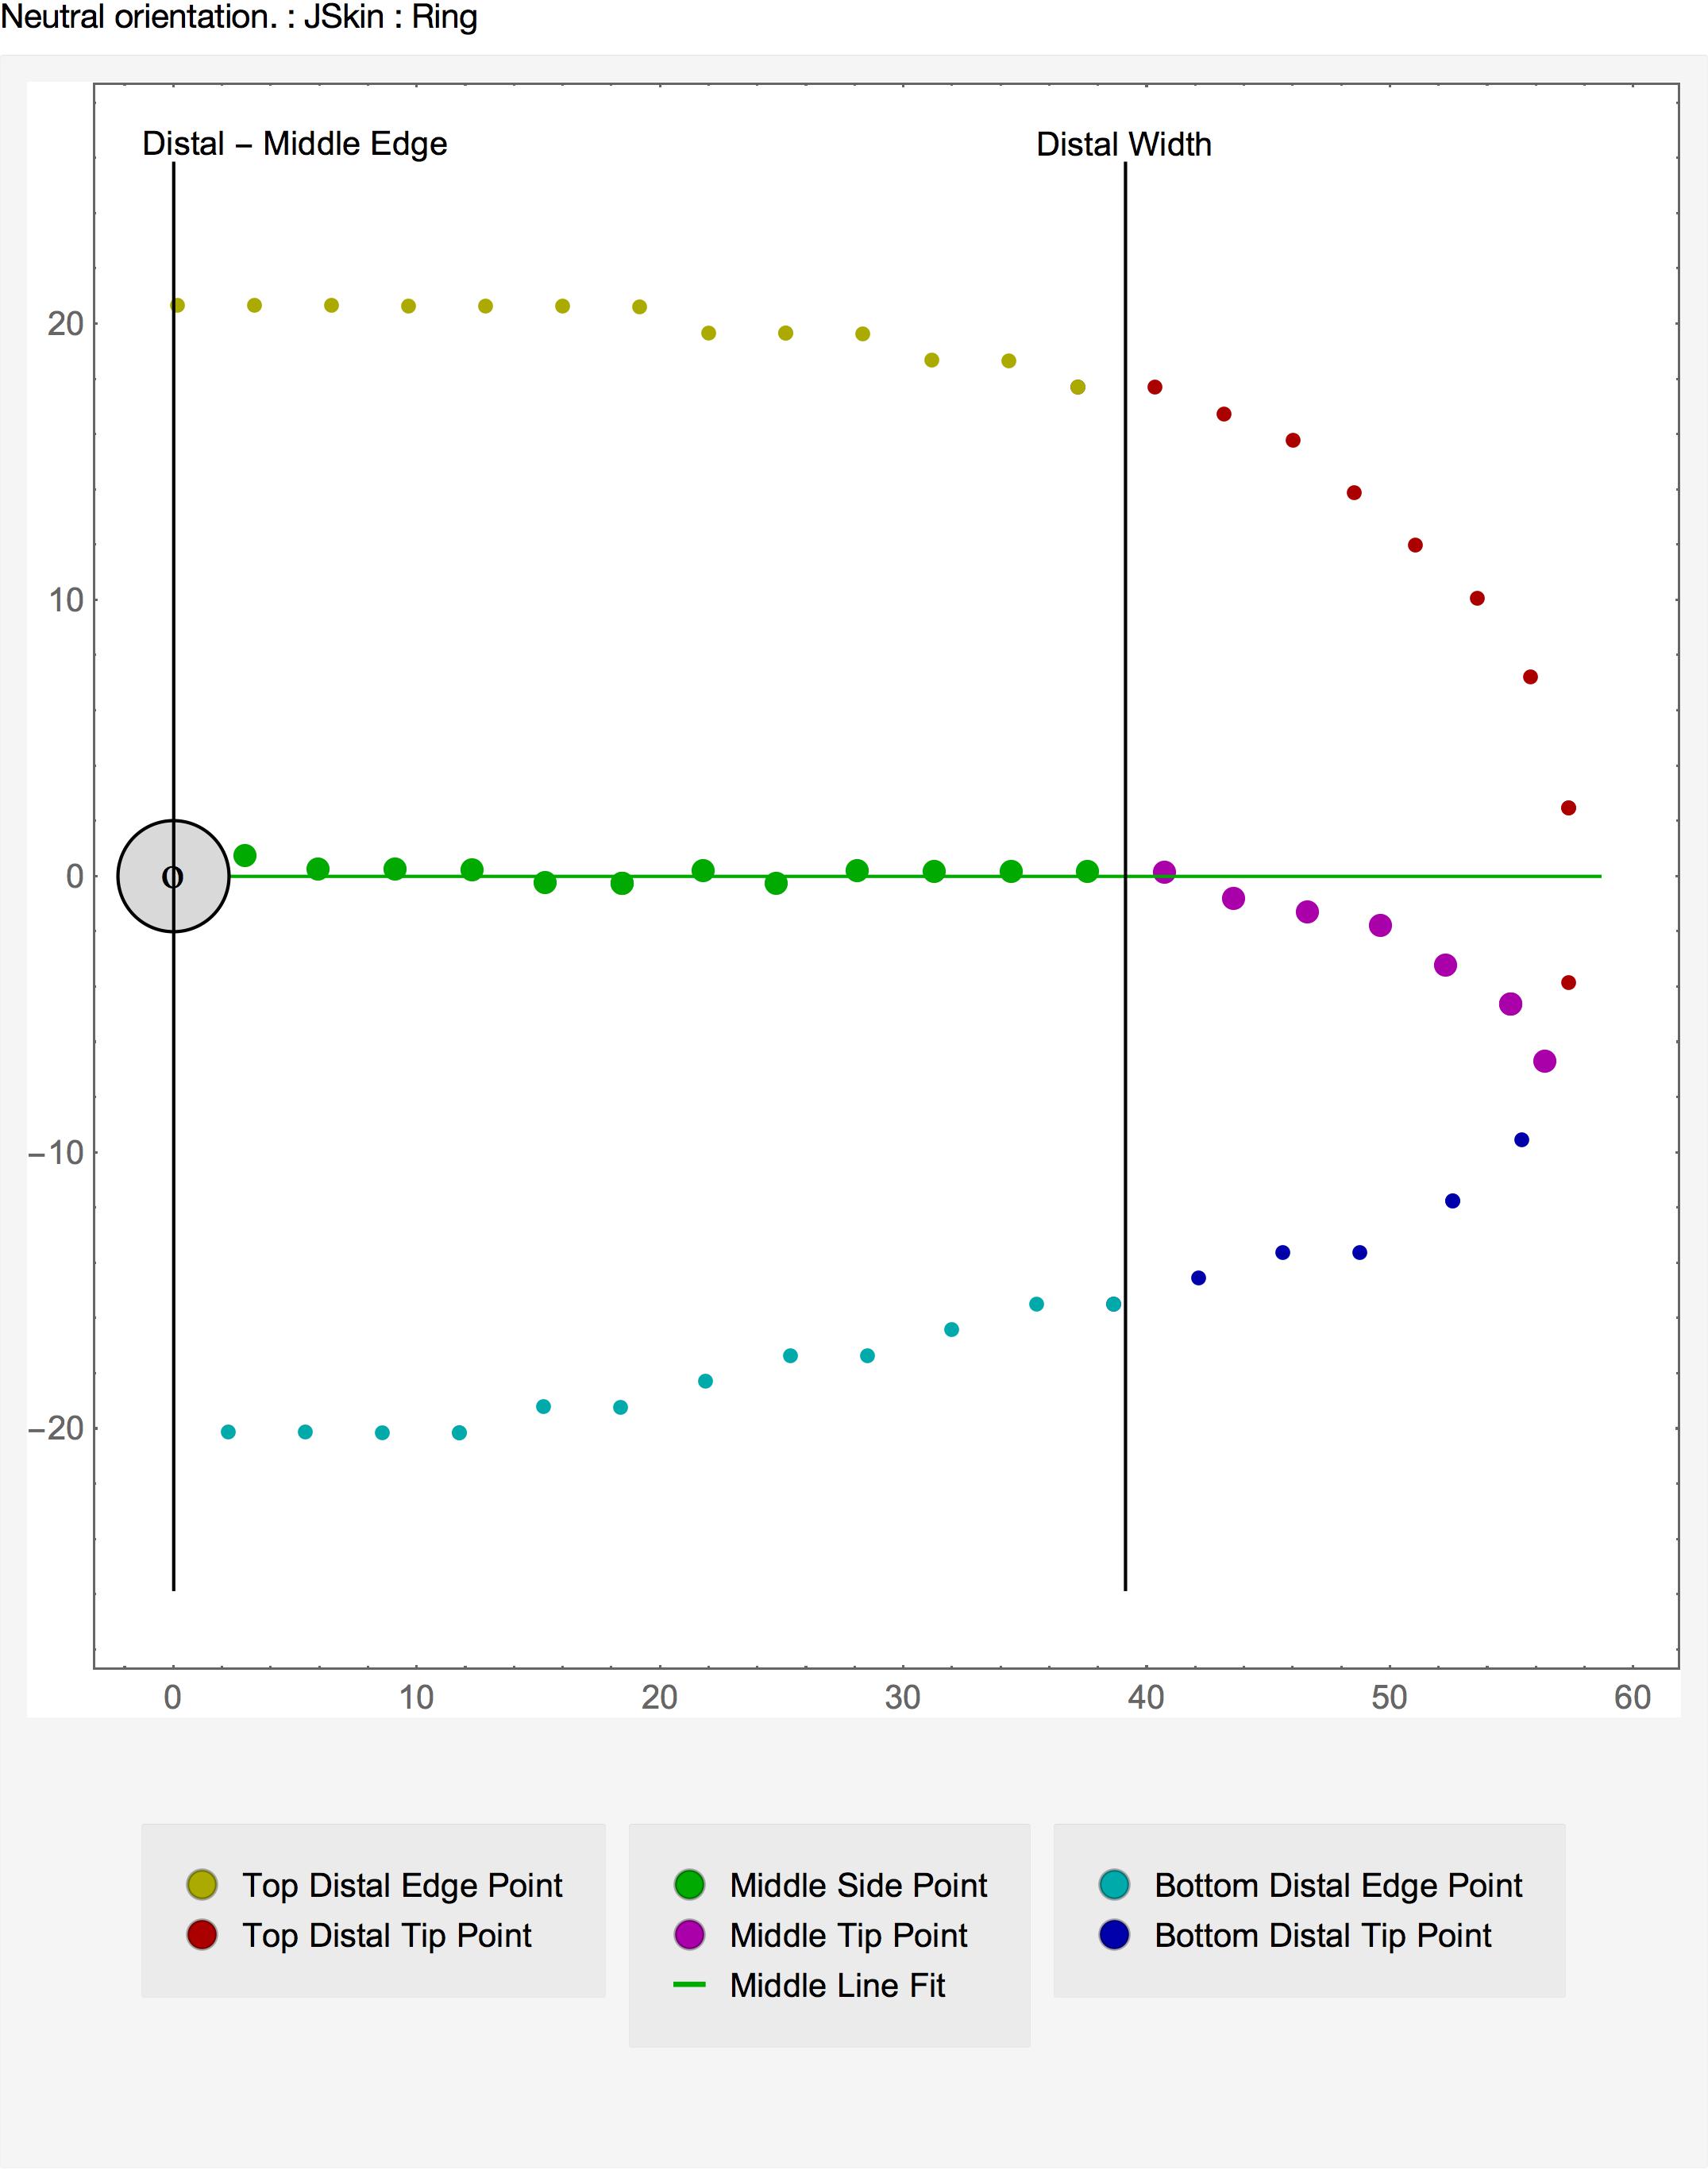 Neutral orientation. : JSkin : Ring
Distal – Middle Edge
Distal Width
20
10
0
−10
−20
o
0 10 20 30 40 50 60
Top Distal Edge Point
Top Distal Tip Point
Middle Side Point
Middle Tip Point
Middle Line Fit
Bottom Distal Edge Point
Bottom Distal Tip Point